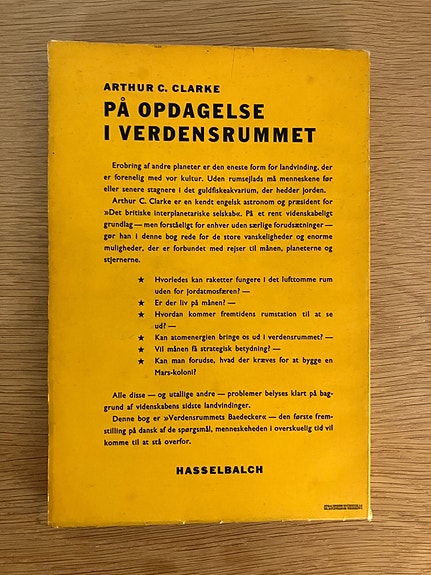 ARTHUR C. CLARKE
PÅ OPDAGELSE
I VERDENSRUMMET
Erobring af andre planeter er den eneste form for landvinding, der
er forenelig med vor kultur. Uden rumsejlads må menneskene før
eller senere stagnere i det guldfiskeakvarium, der hedder jorden.
Arthur C. Clarke er en kendt engelsk astronom og præsident for
»Det britiske interplanetariske selskab«. På et rent videnskabeligt
grundlag — men forståeligt for enhver uden særlige forudsætninger —
gør han i denne bog rede for de store vanskeligheder og enorme
muligheder, der er forbundet med rejser til månen, planeterne og
stjernerne.
★ Hvorledes kan raketter fungere i det lufttomme rum
uden for jordatmosfæren? —
★ Er der liv på månen? —
★ Hvordan kommer fremtidens rumstation til at se
ud? —
★ Kan atomenergien bringe os ud i verdensrummet? —
★ Vil månen få strategisk betydning? —
★ Kan man forudse, hvad der kræves for at bygge en
Mars-koloni?
Alle disse — og utallige andre — problemer belyses klart på bag-
grund af videnskabens sidste landvindinger.
Denne bog er »Verdensrummets Baedecker« — den første frem-
stilling på dansk af de spørgsmål, menneskeheden i overskuelig tid vil
komme til at stå overfor.
HASSELBALCH